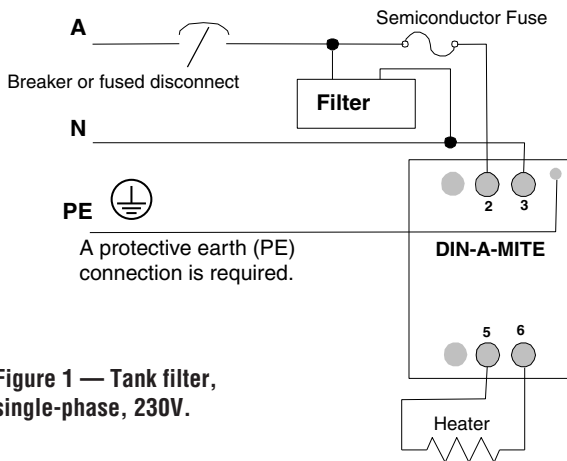 Semiconductor Fuse
A
Breaker or fused disconnect
Filter
N
PE
2 3
A protective earth (PE)
connection is required.
DIN-A-MITE
5 6
Figure 1 — Tank filter,
single-phase, 230V.
Heater